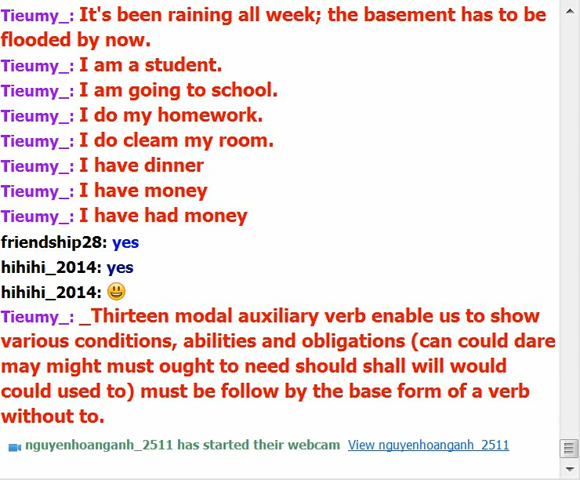 Tieumy_: It's been raining all week; the basement has to be
flooded by now.
Tieumy_: I am a student.
Tieumy_: I am going to school.
Tieumy_: I do my homework.
Tieumy_: I do cleam my room.
Tieumy_: I have dinner
Tieumy_: I have money
Tieumy_: I have had money
friendship28: yes
hihihi_2014: yes
hihihi_2014: 😃
Tieumy_: _Thirteen modal auxiliary verb enable us to show
various conditions, abilities and obligations (can could dare
may might must ought to need should shall will would
could used to) must be follow by the base form of a verb
without to.
nguyenhoanganh_2511 has started their webcam View nguyenhoanganh_2511